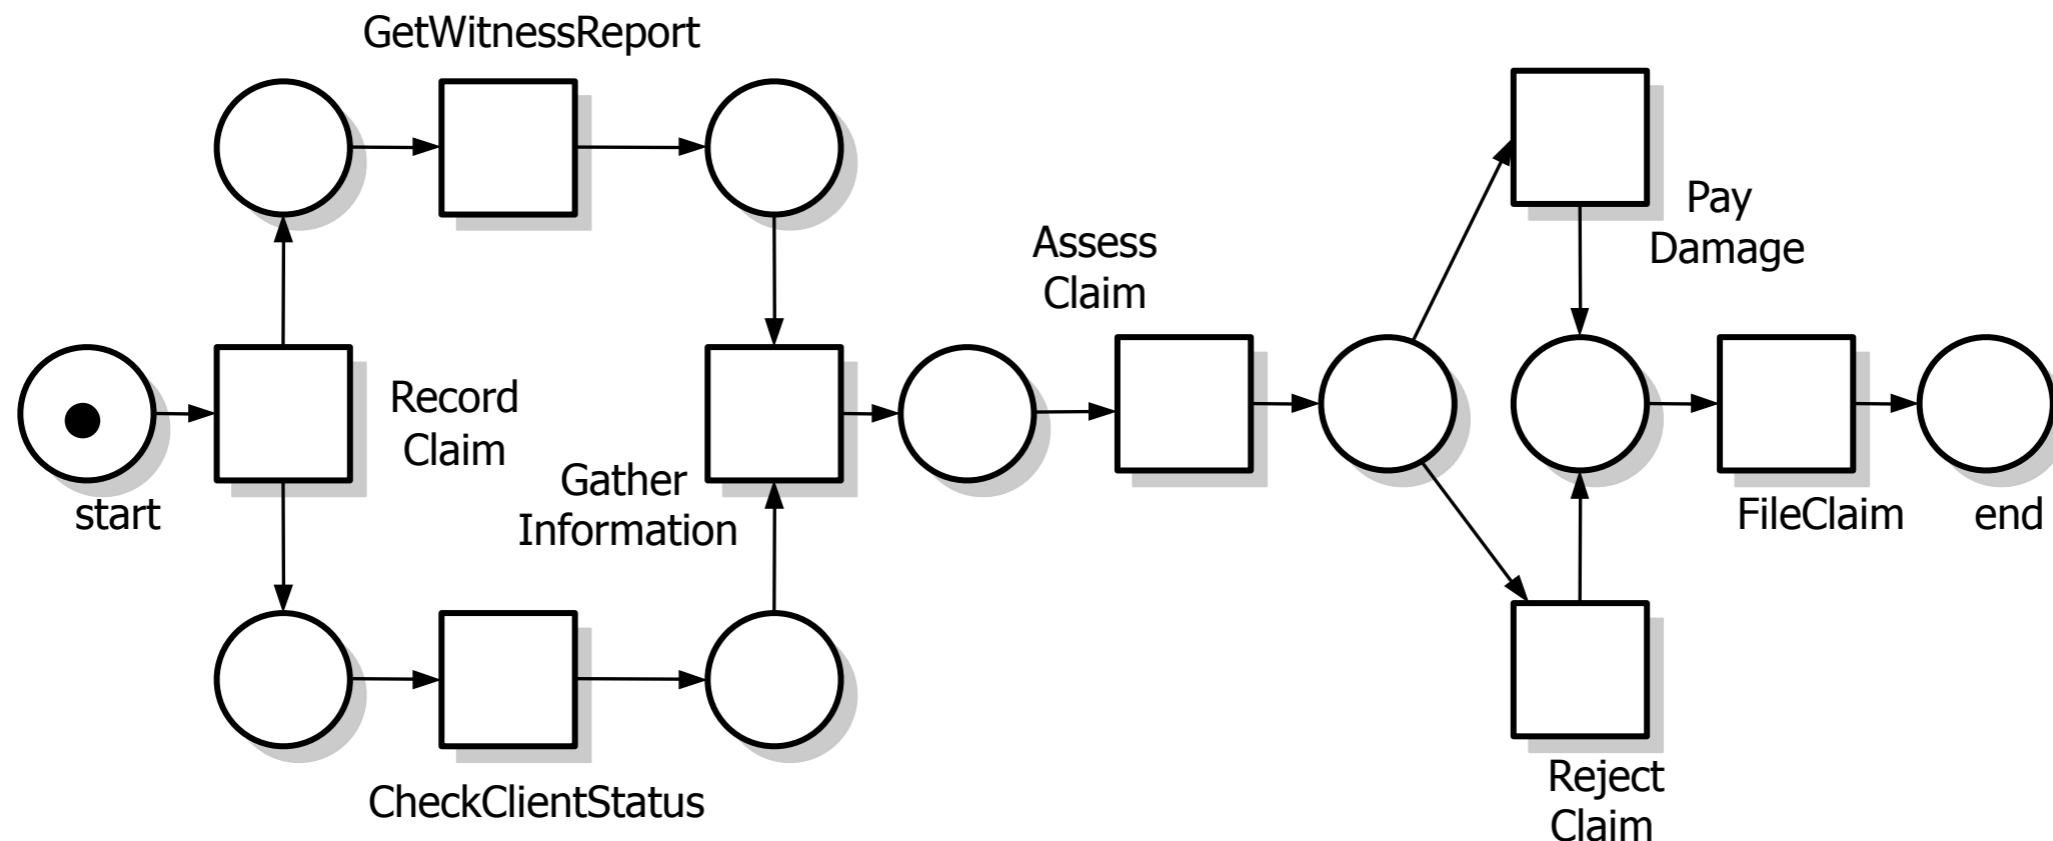 GetWitnessReport
Pay
Damage
Assess
Claim
Record
Claim
Gather
Information
start
FileClaim
end
CheckClientStatus
Reject
Claim